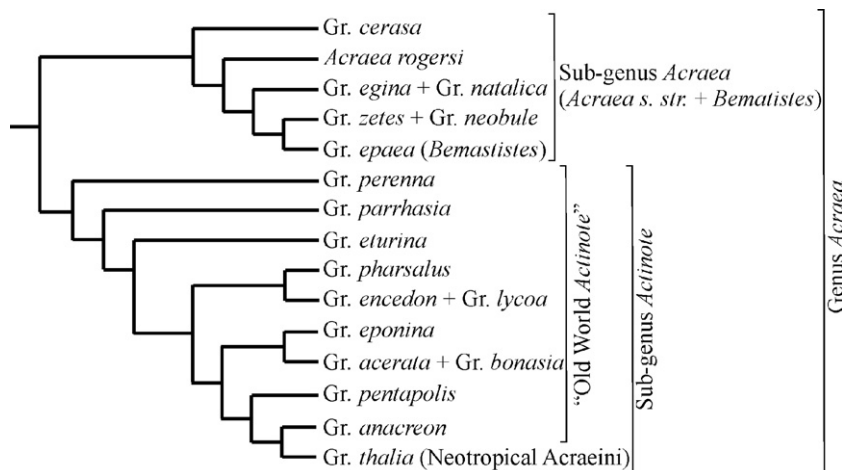 Gr. cerasa
Acraea rogersi
Gr. egina + Gr. natalica
Gr. zetes + Gr. neobule
Gr. epaea (Bemastistes)
Sub-genus Acraea
(Acraea s. str. + Bematistes)
Gr. perenna
Gr. parrhasia
Gr. eturina
Gr. pharsalus
Gr. encedon + Gr. lycoa
Gr. eponina
Gr. acerata + Gr. bonasia
Gr. pentapolis
Gr. anacreon
Gr. thalia (Neotropical Acraeini)
“Old World Actinote”
Sub-genus Actinote
Genus Acraea